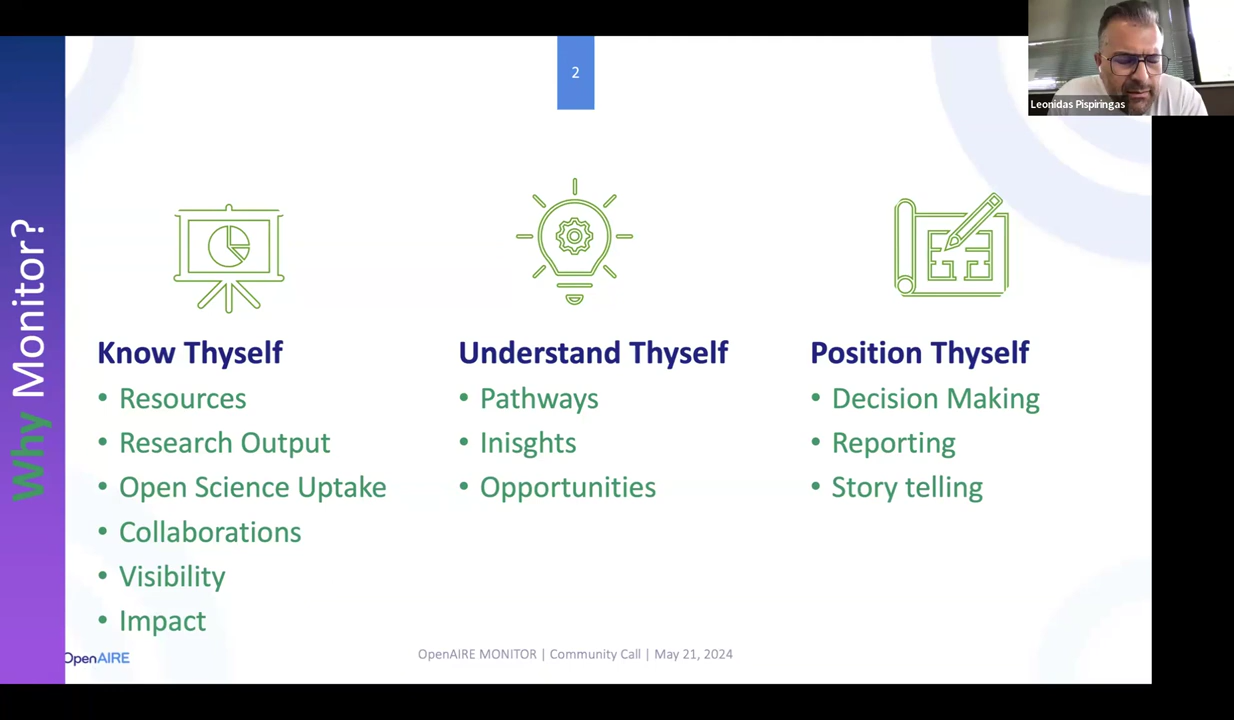 2
Leonidas Pispiringas
Why Monitor?
Know Thyself
• Resources
• Research Output
• Open Science Uptake
• Collaborations
• Visibility
• Impact
Understand Thyself
• Pathways
• Inisghts
• Opportunities
Position Thyself
• Decision Making
• Reporting
• Story telling
OpenAIRE
OpenAIRE MONITOR | Community Call | May 21, 2024